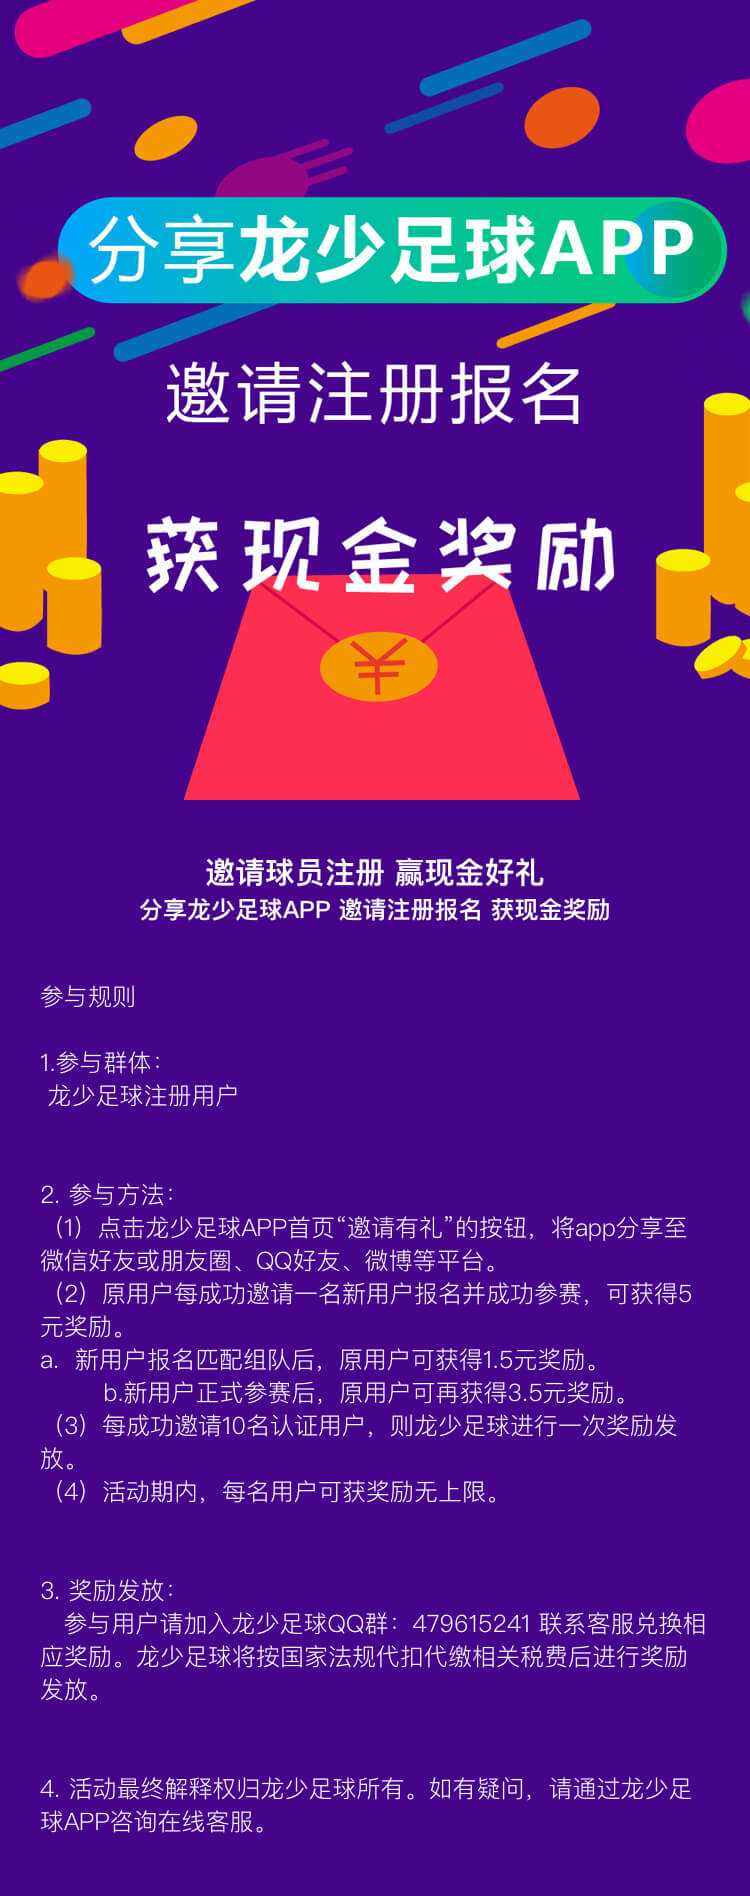 分享龙少足球APP
邀请注册报名
获现金奖励
¥
邀请球员注册 赢现金好礼
分享龙少足球APP 邀请注册报名 获现金奖励
参与规则
1.参与群体：
龙少足球注册用户
2. 参与方法：
（1）点击龙少足球APP首页“邀请有礼”的按钮，将app分享至
微信好友或朋友圈、QQ好友、微博等平台。
（2）原用户每成功邀请一名新用户报名并成功参赛，可获得5
元奖励。
a. 新用户报名匹配组队后，原用户可获得1.5元奖励。
b.新用户正式参赛后，原用户可再获得3.5元奖励。
（3）每成功邀请10名认证用户，则龙少足球进行一次奖励发
放。
（4）活动期内，每名用户可获奖励无上限。
3. 奖励发放：
参与用户请加入龙少足球QQ群：479615241 联系客服兑换相
应奖励。龙少足球将按国家法规代扣代缴相关税费后进行奖励
发放。
4. 活动最终解释权归龙少足球所有。如有疑问，请通过龙少足
球APP咨询在线客服。